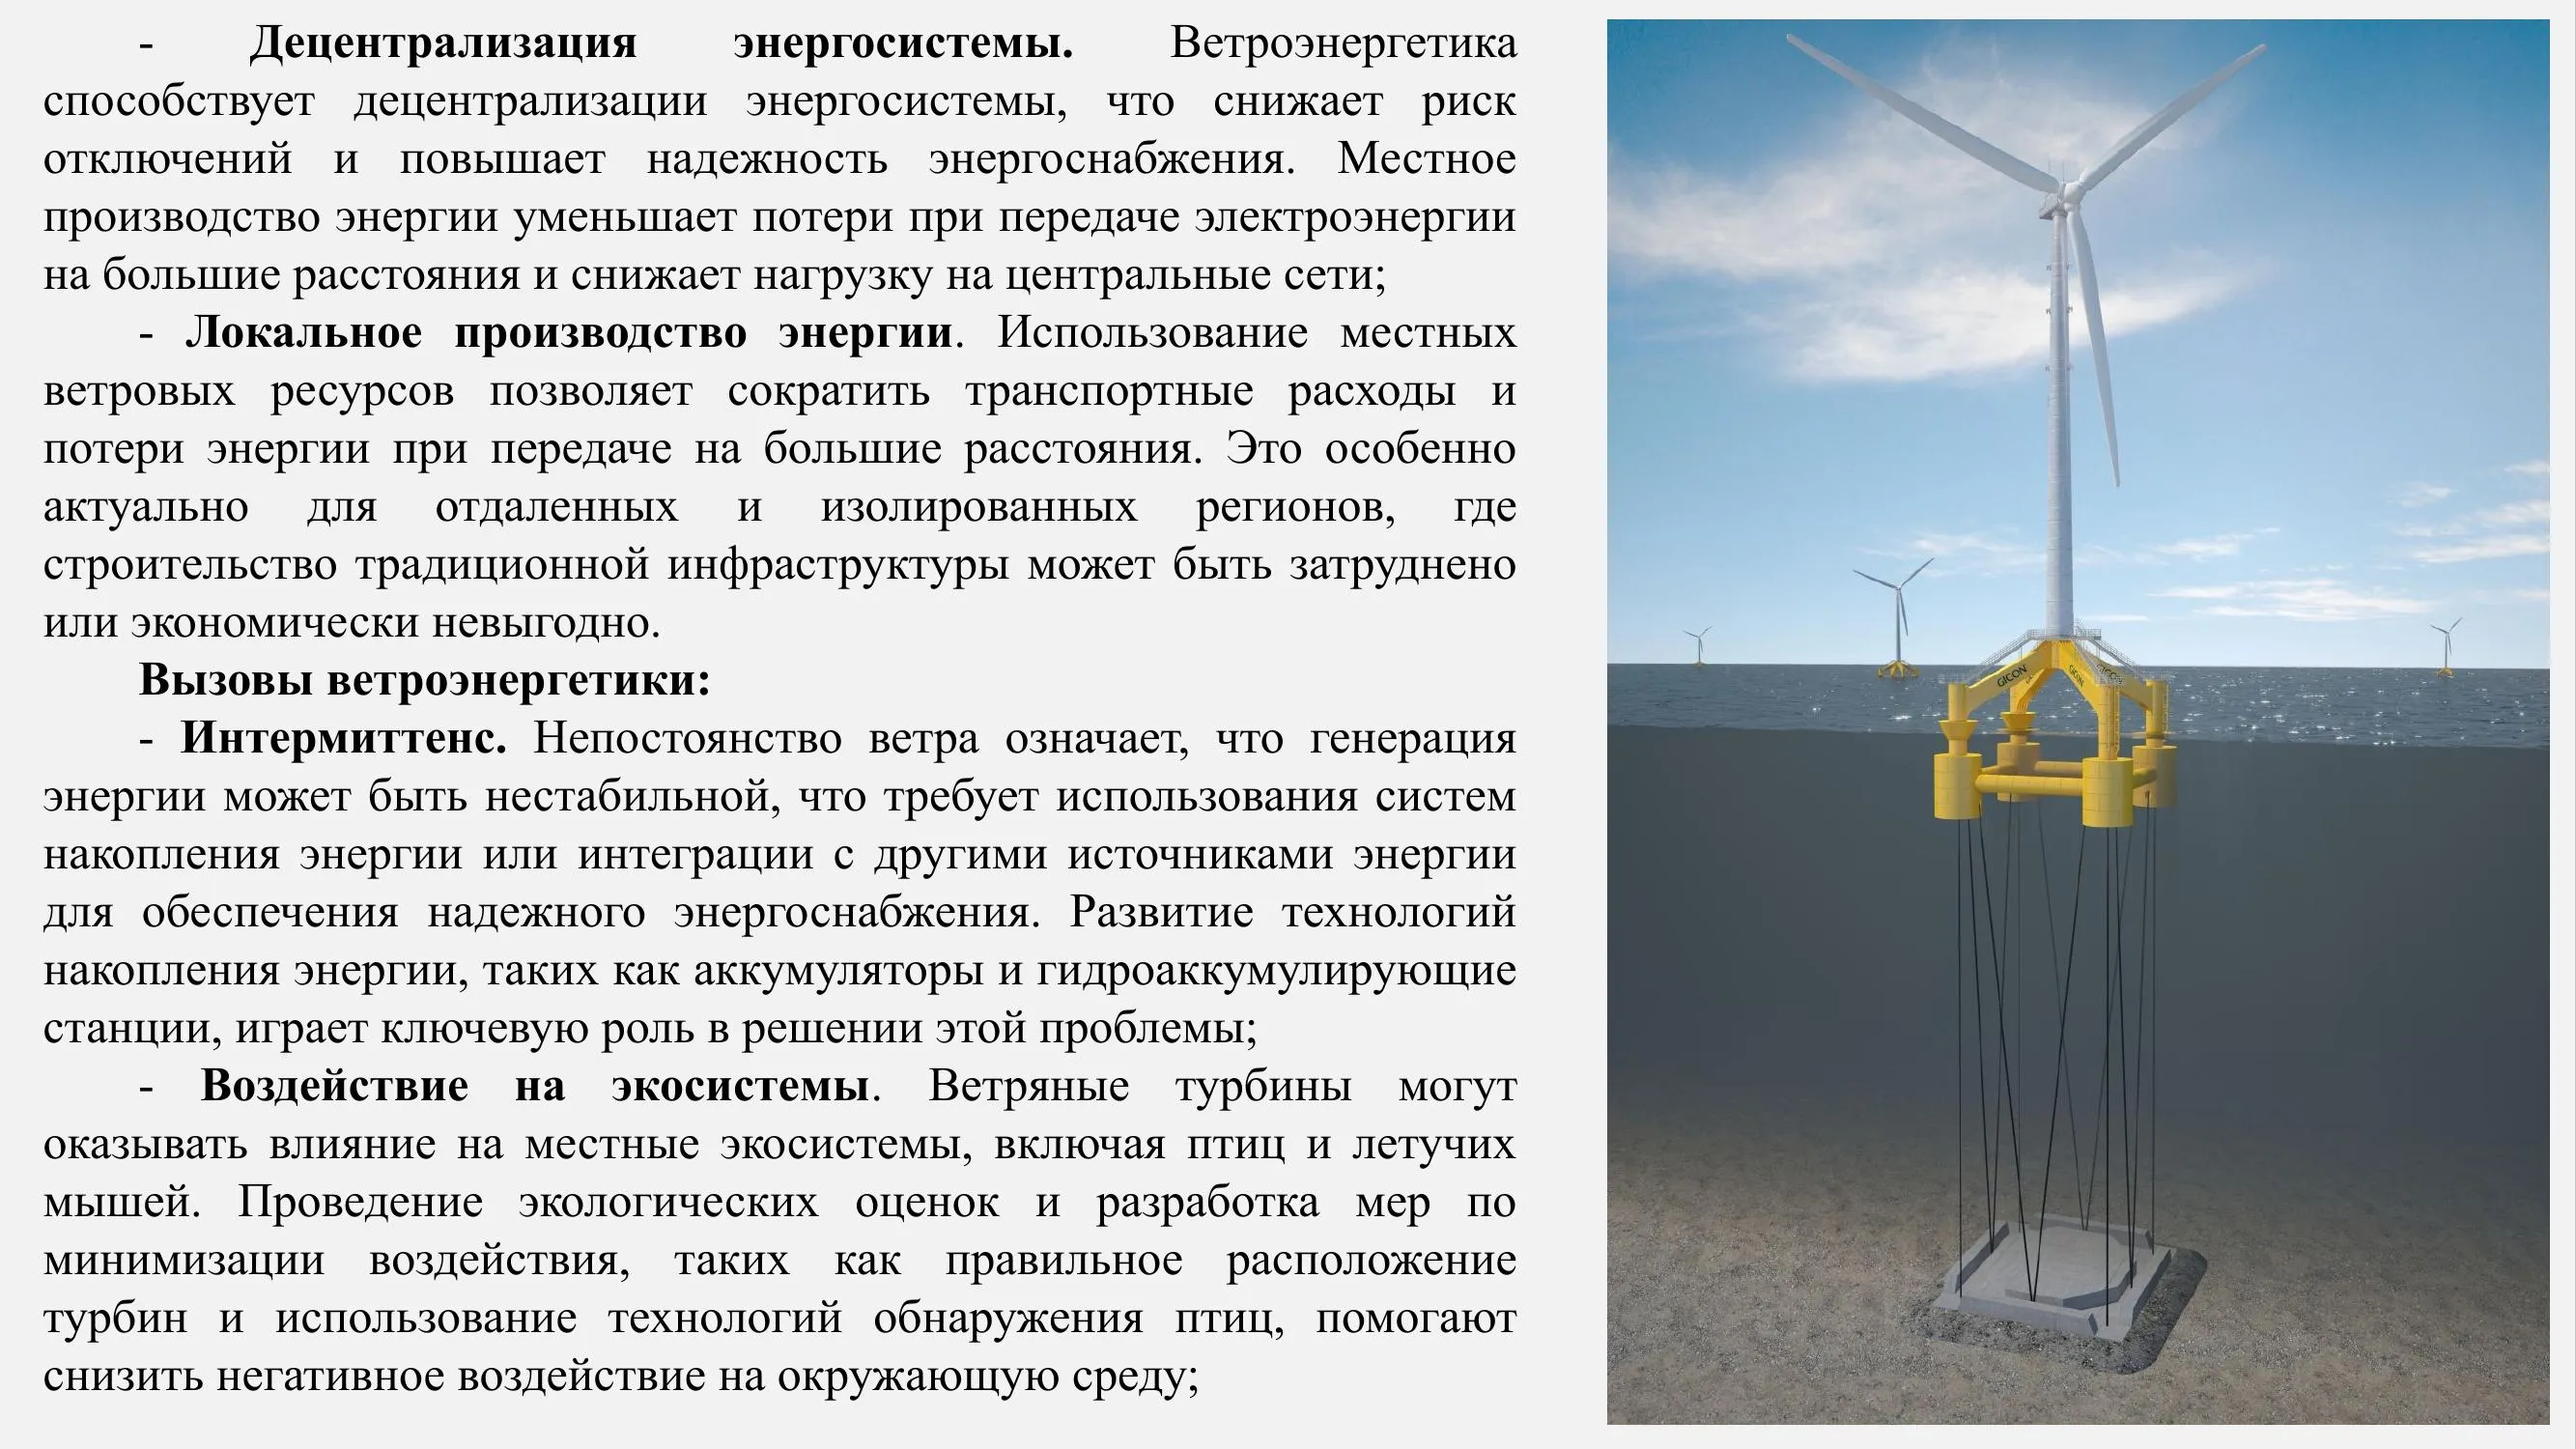 - Децентрализация энергосистемы. Ветроэнергетика
способствует децентрализации энергосистемы, что снижает риск
отключений и повышает надежность энергоснабжения. Местное
производство энергии уменьшает потери при передаче электроэнергии
на большие расстояния и снижает нагрузку на центральные сети;
- Локальное производство энергии. Использование местных
ветровых ресурсов позволяет сократить транспортные расходы и
потери энергии при передаче на большие расстояния. Это особенно
актуально для отдаленных и изолированных регионов, где
строительство традиционной инфраструктуры может быть затруднено
или экономически невыгодно.
Вызовы ветроэнергетики:
- Интермиттенс. Непостоянство ветра означает, что генерация
энергии может быть нестабильной, что требует использования систем
накопления энергии или интеграции с другими источниками энергии
для обеспечения надежного энергоснабжения. Развитие технологий
накопления энергии, таких как аккумуляторы и гидроаккумулирующие
станции, играет ключевую роль в решении этой проблемы;
- Воздействие на экосистемы. Ветряные турбины могут
оказывать влияние на местные экосистемы, включая птиц и летучих
мышей. Проведение экологических оценок и разработка мер по
минимизации воздействия, таких как правильное расположение
турбин и использование технологий обнаружения птиц, помогают
снизить негативное воздействие на окружающую среду;
GICON